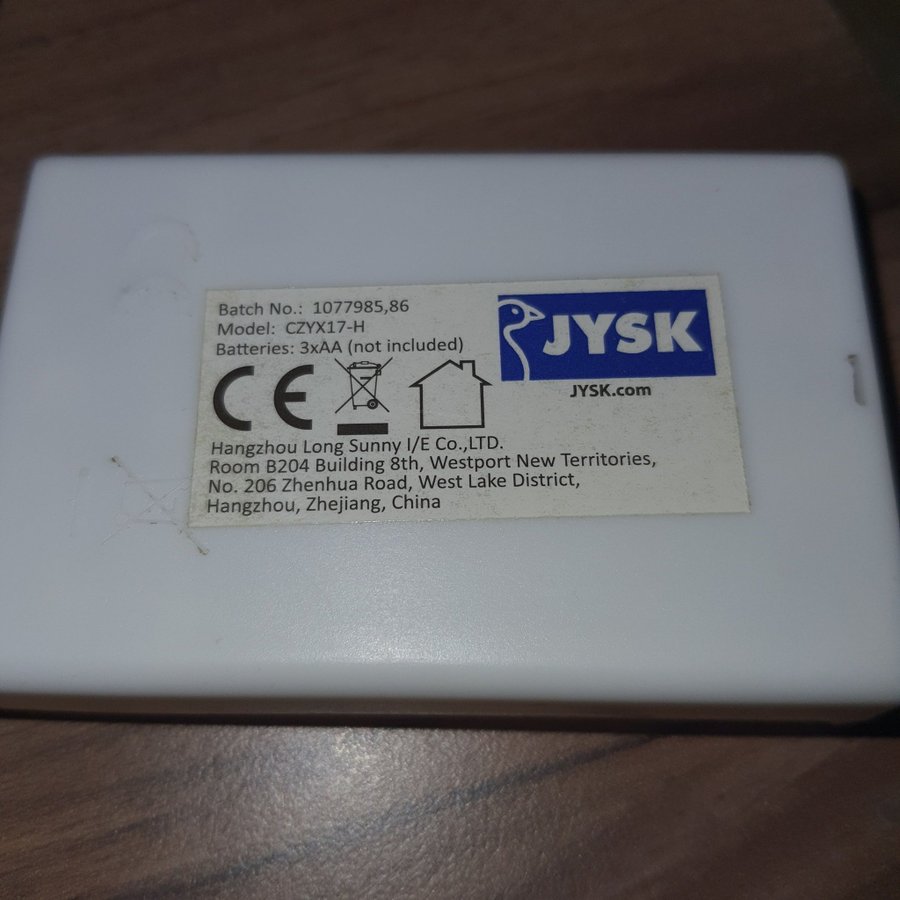 Batch No.: 1077985,86
Model: CZYX17-H
Batteries: 3xAA (not included)
JYSK
JYSK.com
CE
Hangzhou Long Sunny I/E Co.,LTD.
Room B204 Building 8th, Westport New Territories,
No. 206 Zhenhua Road, West Lake District,
Hangzhou, Zhejiang, China